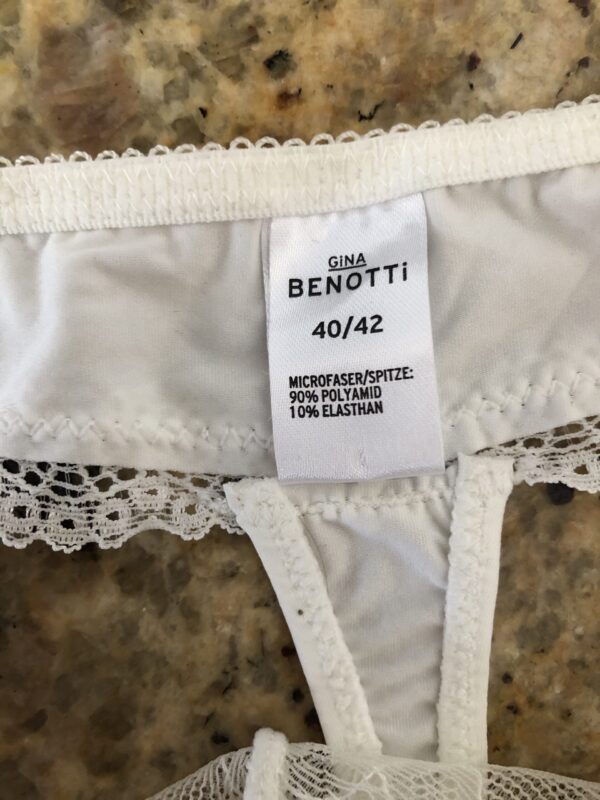 GiNA
BENOTTi
40/42
MICROFASER/SPITZE:
90% POLYAMID
10% ELASTHAN